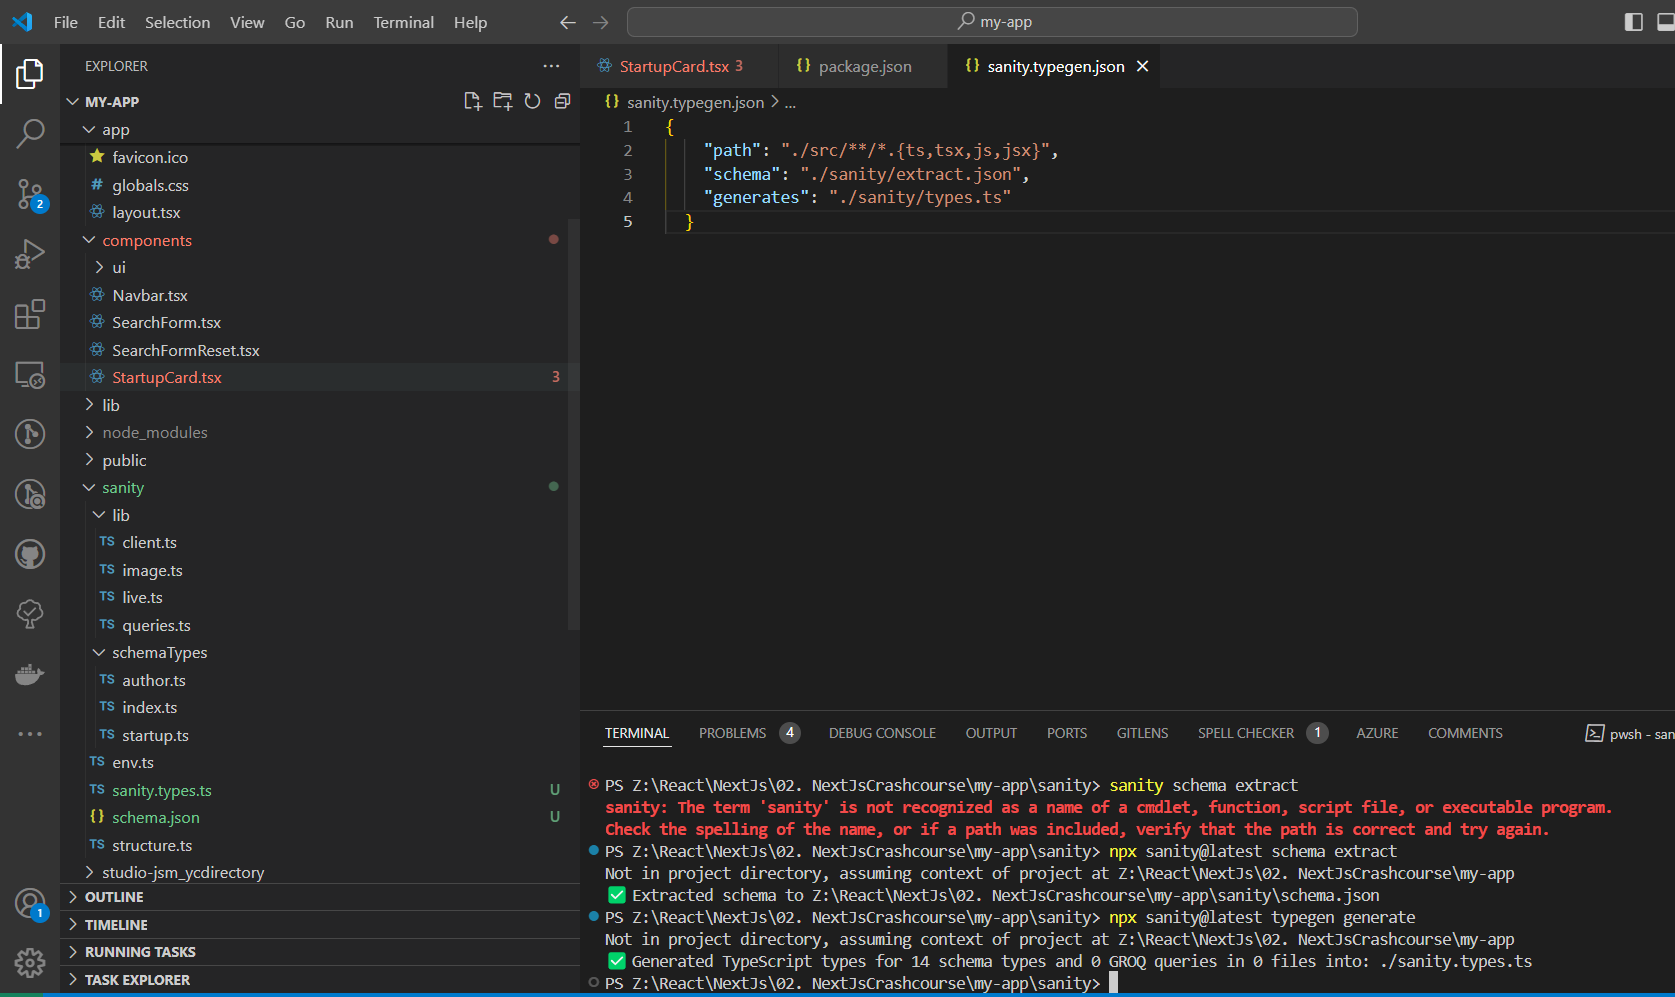 File Edit Selection View Go Run Terminal Help
my-app
EXPLORER
MY-APP
app
favicon.ico
# globals.css
layout.tsx
components
ui
Navbar.tsx
SearchForm.tsx
SearchFormReset.tsx
StartupCard.tsx 3
lib
node_modules
public
sanity
lib
TS client.ts
TS image.ts
TS live.ts
TS queries.ts
schemaTypes
TS author.ts
TS index.ts
TS startup.ts
TS env.ts
TS sanity.types.ts U
{} schema.json U
TS structure.ts
studio-jsm_ycdirectory
OUTLINE
TIMELINE
RUNNING TASKS
TASK EXPLORER
2
1
StartupCard.tsx 3 {} package.json {} sanity.typegen.json
{} sanity.typegen.json > ...
1 {
2 "path": "./src/**/*.{ts,tsx,js,jsx}",
3 "schema": "./sanity/extract.json",
4 "generates": "./sanity/types.ts"
5 }
TERMINAL PROBLEMS 4 DEBUG CONSOLE OUTPUT PORTS GITLENS SPELL CHECKER 1 AZURE COMMENTS pwsh - san
PS Z:\React\NextJs\02. NextJsCrashcourse\my-app\sanity> sanity schema extract
sanity: The term 'sanity' is not recognized as a name of a cmdlet, function, script file, or executable program.
Check the spelling of the name, or if a path was included, verify that the path is correct and try again.
PS Z:\React\NextJs\02. NextJsCrashcourse\my-app\sanity> npx sanity@latest schema extract
Not in project directory, assuming context of project at Z:\React\NextJs\02. NextJsCrashcourse\my-app
Extracted schema to Z:\React\NextJs\02. NextJsCrashcourse\my-app\sanity\schema.json
PS Z:\React\NextJs\02. NextJsCrashcourse\my-app\sanity> npx sanity@latest typegen generate
Not in project directory, assuming context of project at Z:\React\NextJs\02. NextJsCrashcourse\my-app
Generated TypeScript types for 14 schema types and 0 GROQ queries in 0 files into: ./sanity.types.ts
PS Z:\React\NextJs\02. NextJsCrashcourse\my-app\sanity>